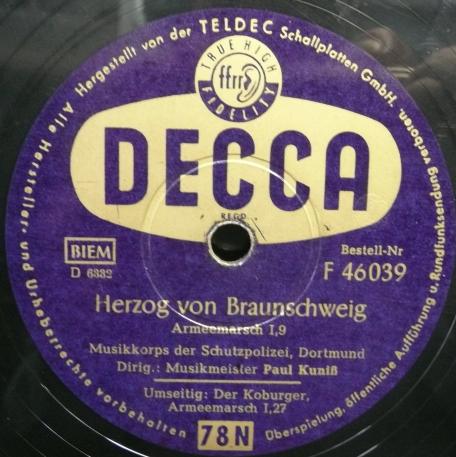 Alle Hersteller- und Urheberrechte vorbehalten
Hergestellt von der TELDEC Schallplatten GmbH.
Überspielung, öffentliche Aufführung u. Rundfunksendung verboten.
TRUE HIGH
ffrr
FIDELITY
DECCA
REGD
BIEM
D 6882
Bestell-Nr
F 46039
Herzog von Braunschweig
Armeemarsch I,9
Musikkorps der Schutzpolizei, Dortmund
Dirig.: Musikmeister Paul Kuniß
Umseitig: Der Koburger,
Armeemarsch I,27
78N